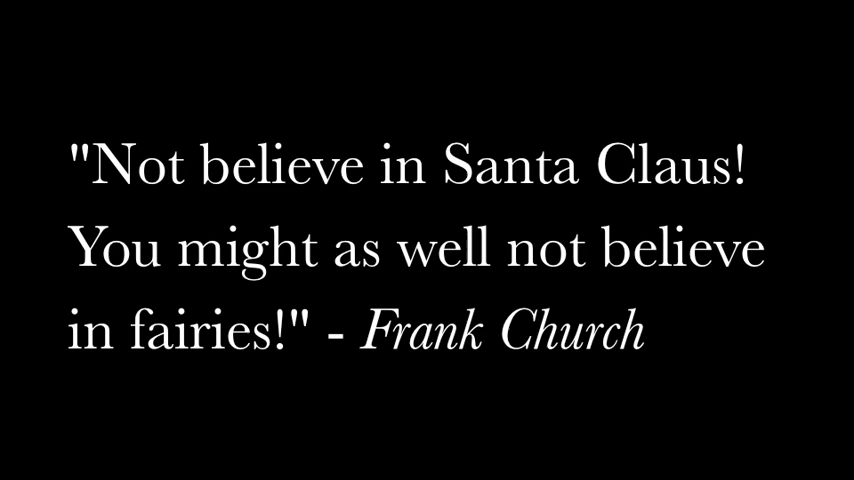 "Not believe in Santa Claus!
You might as well not believe
in fairies!" - Frank Church